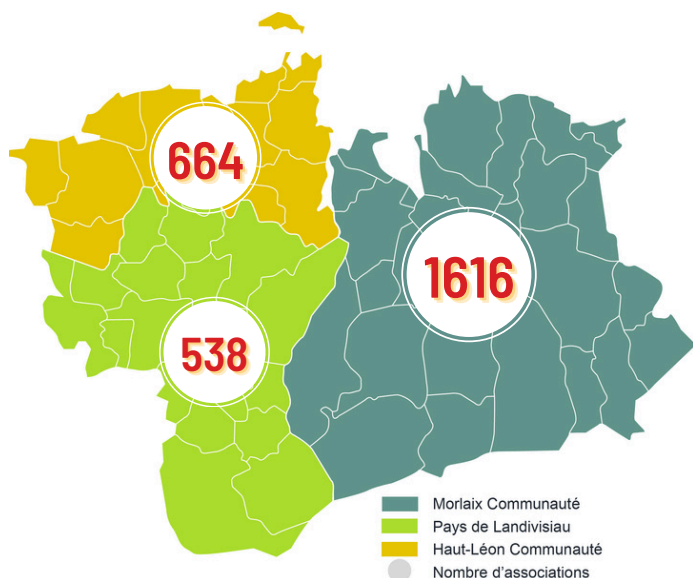 664
1616
538
Morlaix Communauté
Pays de Landivisiau
Haut-Léon Communauté
Nombre d'associations